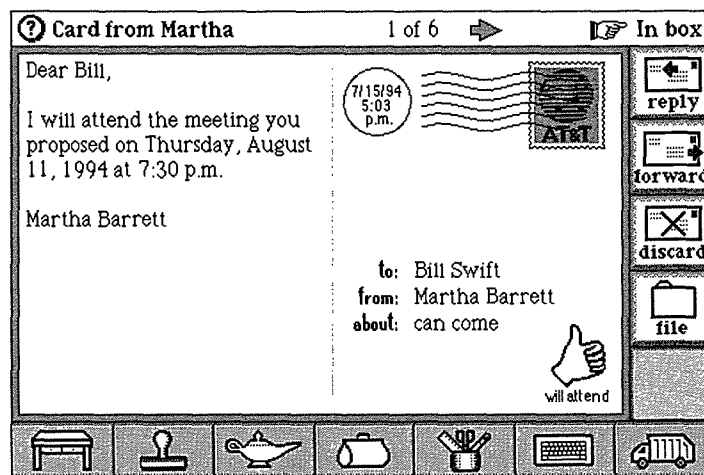 ? Card from Martha 1 of 6 In box
Dear Bill,
I will attend the meeting you
proposed on Thursday, August
11, 1994 at 7:30 p.m.
Martha Barrett
7/15/94
5:03
p.m.
AT&T
to: Bill Swift
from: Martha Barrett
about: can come
will attend
reply
forward
discard
file